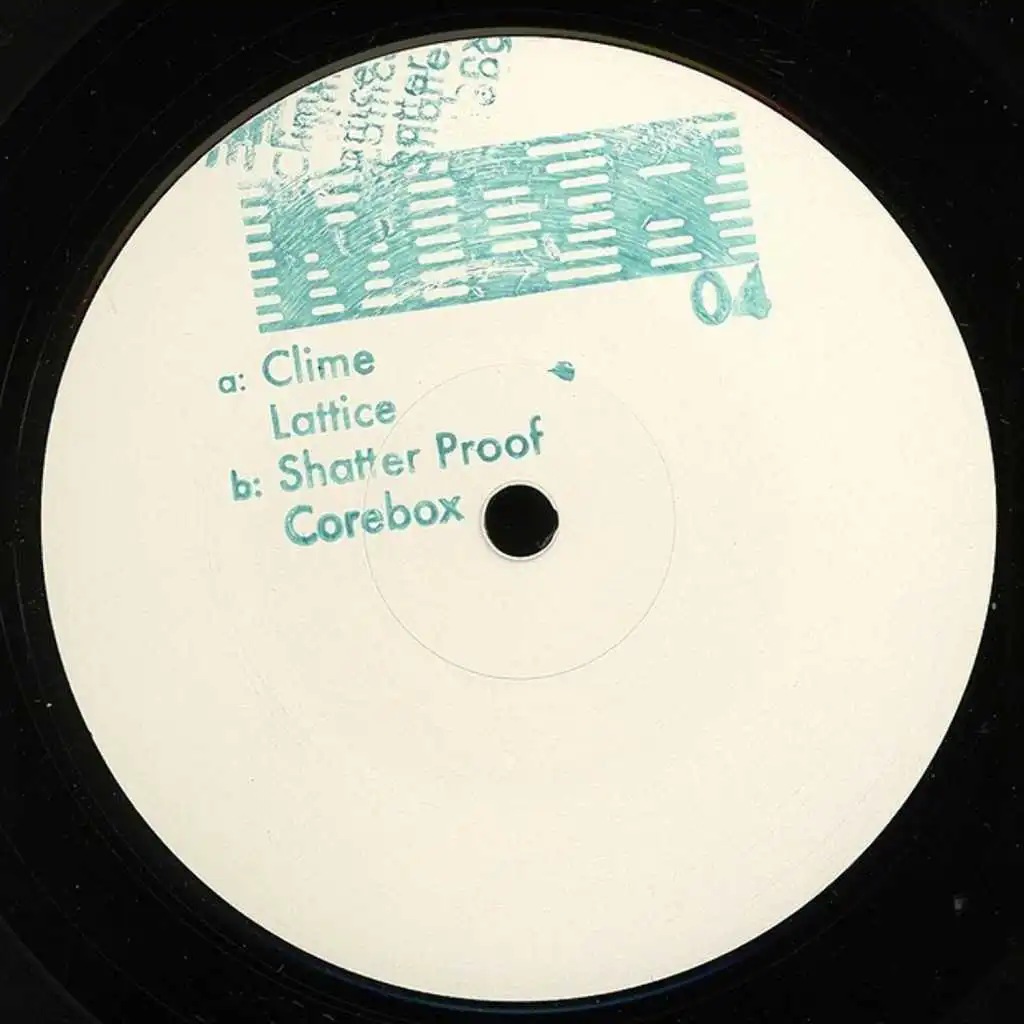 04
a: Clime
Lattice
b: Shatter Proof
Corebox